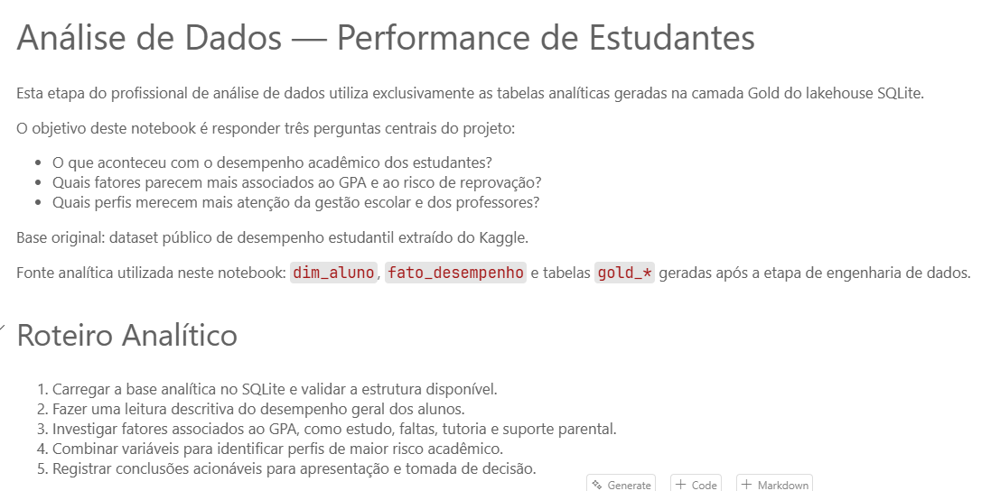 Análise de Dados — Performance de Estudantes
Esta etapa do profissional de análise de dados utiliza exclusivamente as tabelas analíticas geradas na camada Gold do lakehouse SQLite.
O objetivo deste notebook é responder três perguntas centrais do projeto:
• O que aconteceu com o desempenho acadêmico dos estudantes?
• Quais fatores parecem mais associados ao GPA e ao risco de reprovação?
• Quais perfis merecem mais atenção da gestão escolar e dos professores?
Base original: dataset público de desempenho estudantil extraído do Kaggle.
Fonte analítica utilizada neste notebook: dim_aluno, fato_desempenho e tabelas gold_* geradas após a etapa de engenharia de dados.
Roteiro Analítico
1. Carregar a base analítica no SQLite e validar a estrutura disponível.
2. Fazer uma leitura descritiva do desempenho geral dos alunos.
3. Investigar fatores associados ao GPA, como estudo, faltas, tutoria e suporte parental.
4. Combinar variáveis para identificar perfis de maior risco acadêmico.
5. Registrar conclusões acionáveis para apresentação e tomada de decisão.
Generate + Code + Markdown